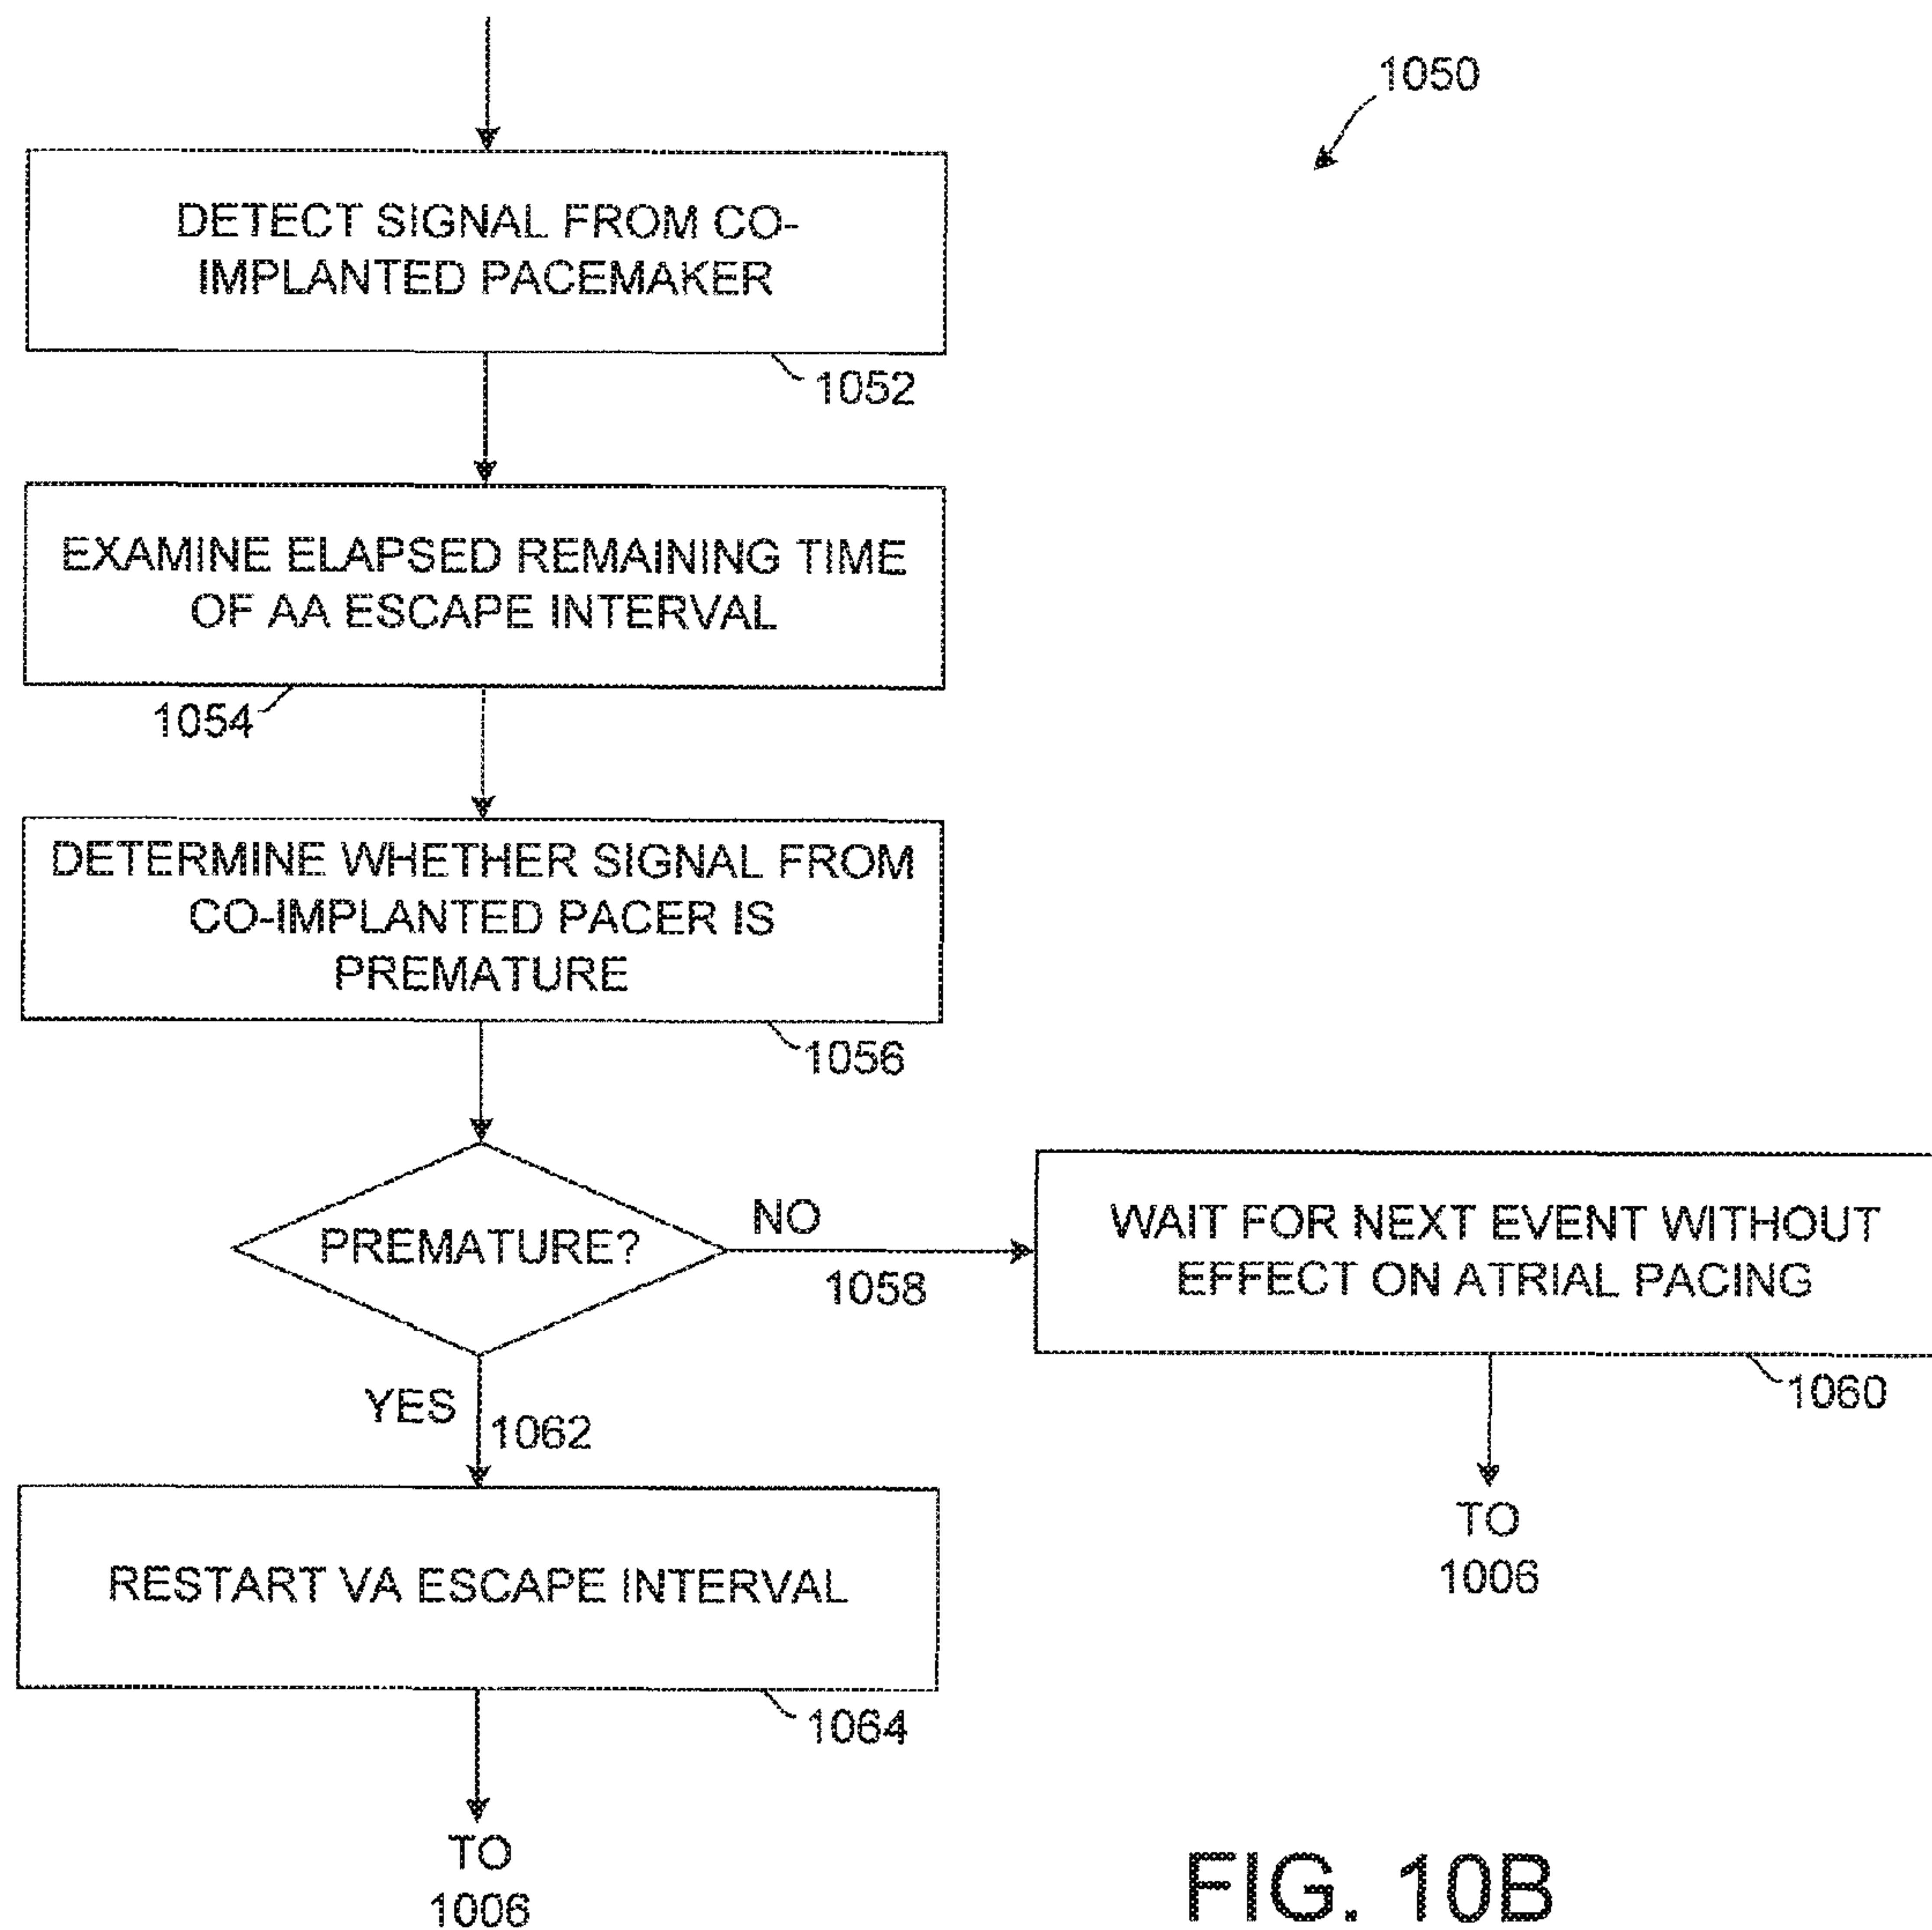 1050
DETECT SIGNAL FROM CO-
IMPLANTED PACEMAKER
1052
EXAMINE ELAPSED REMAINING TIME
OF AA ESCAPE INTERVAL
1054
DETERMINE WHETHER SIGNAL FROM
CO-IMPLANTED PACER IS
PREMATURE
1056
PREMATURE?
NO
1058
WAIT FOR NEXT EVENT WITHOUT
EFFECT ON ATRIAL PACING
1060
TO
1006
YES
1062
RESTART VA ESCAPE INTERVAL
1064
TO
1006
FIG. 10B